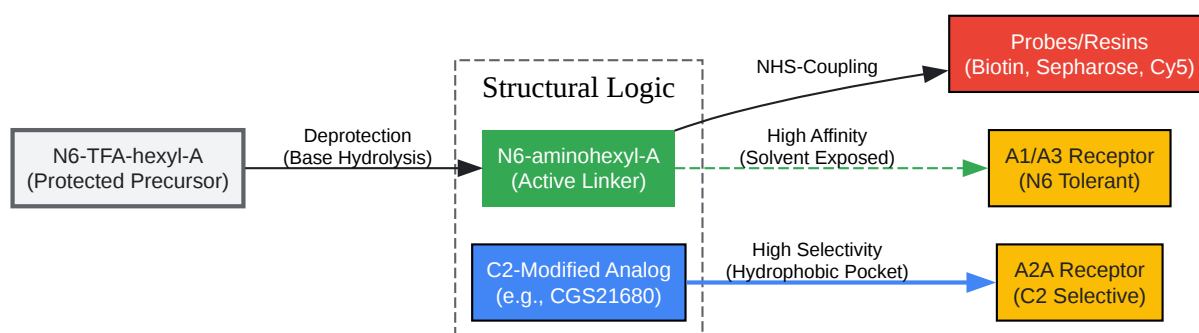 Probes/Resins
(Biotin, Sepharose, Cy5)
NHS-Coupling
Structural Logic
N6-TFA-hexyl-A
(Protected Precursor)
Deprotection
(Base Hydrolysis)
N6-aminohexyl-A
(Active Linker)
High Affinity
(Solvent Exposed)
A1/A3 Receptor
(N6 Tolerant)
C2-Modified Analog
(e.g., CGS21680)
High Selectivity
(Hydrophobic Pocket)
A2A Receptor
(C2 Selective)